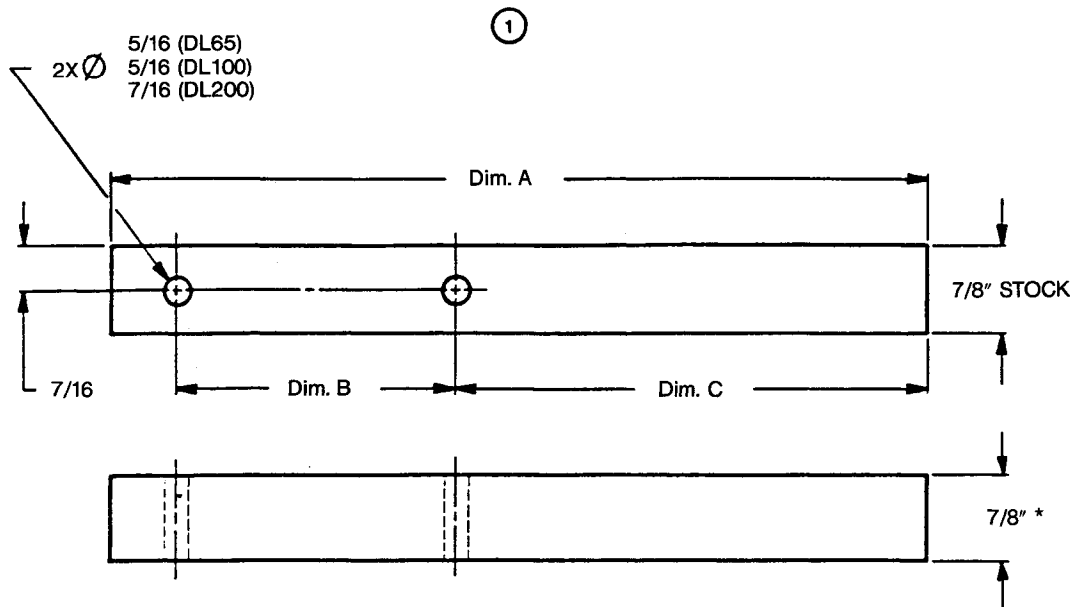 1
5/16 (DL65)
2X Ø 5/16 (DL100)
7/16 (DL200)
Dim. A
7/8" STOCK
7/16
Dim. B
Dim. C
7/8" *